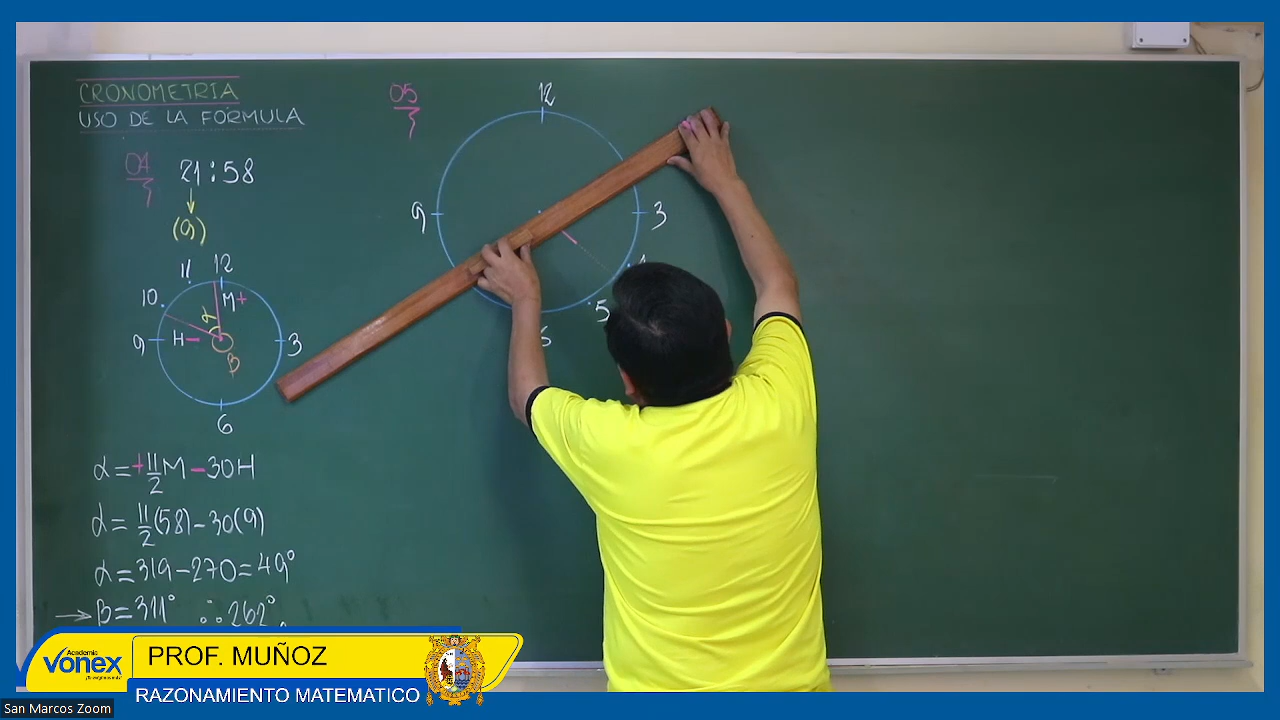 CRONOMETRIA
USO DE LA FÓRMULA
04
21:58
(9)
11 12
10
M+
9 H- α
3
β
6
α=+11/2M-30H
α=11/2(58)-30(9)
α=319-270=49°
→β=311° ∴262°
05
12
9
3
5
Academia
vonex
PROF. MUÑOZ
RAZONAMIENTO MATEMATICO
San Marcos Zoom